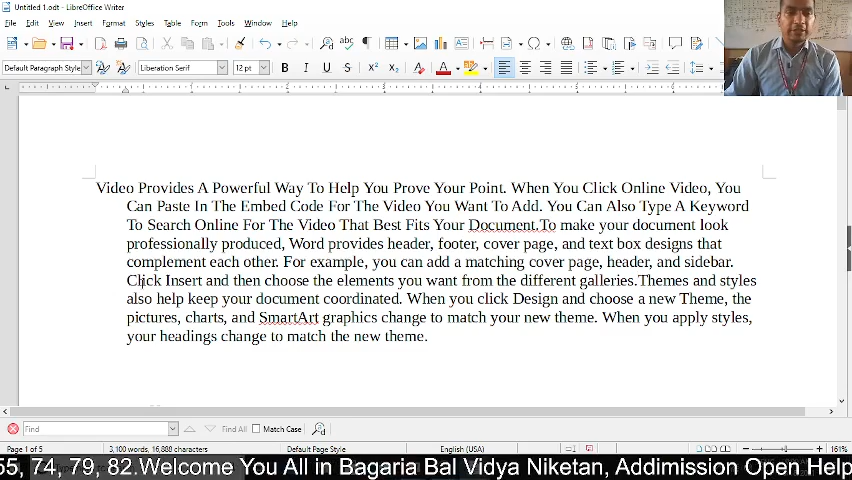 Untitled 1.odt - LibreOffice Writer
File Edit View Insert Format Styles Table Form Tools Window Help
Default Paragraph Style Liberation Serif 12 pt B I U S X² X₂
Video Provides A Powerful Way To Help You Prove Your Point. When You Click Online Video, You
Can Paste In The Embed Code For The Video You Want To Add. You Can Also Type A Keyword
To Search Online For The Video That Best Fits Your Document.To make your document look
professionally produced, Word provides header, footer, cover page, and text box designs that
complement each other. For example, you can add a matching cover page, header, and sidebar.
Click Insert and then choose the elements you want from the different galleries.Themes and styles
also help keep your document coordinated. When you click Design and choose a new Theme, the
pictures, charts, and SmartArt graphics change to match your new theme. When you apply styles,
your headings change to match the new theme.
Find Find All Match Case
Page 1 of 5 3,100 words, 16,888 characters Default Page Style English (USA) 161%
55, 74, 79, 82.Welcome You All in Bagaria Bal Vidya Niketan, Addimission Open Help